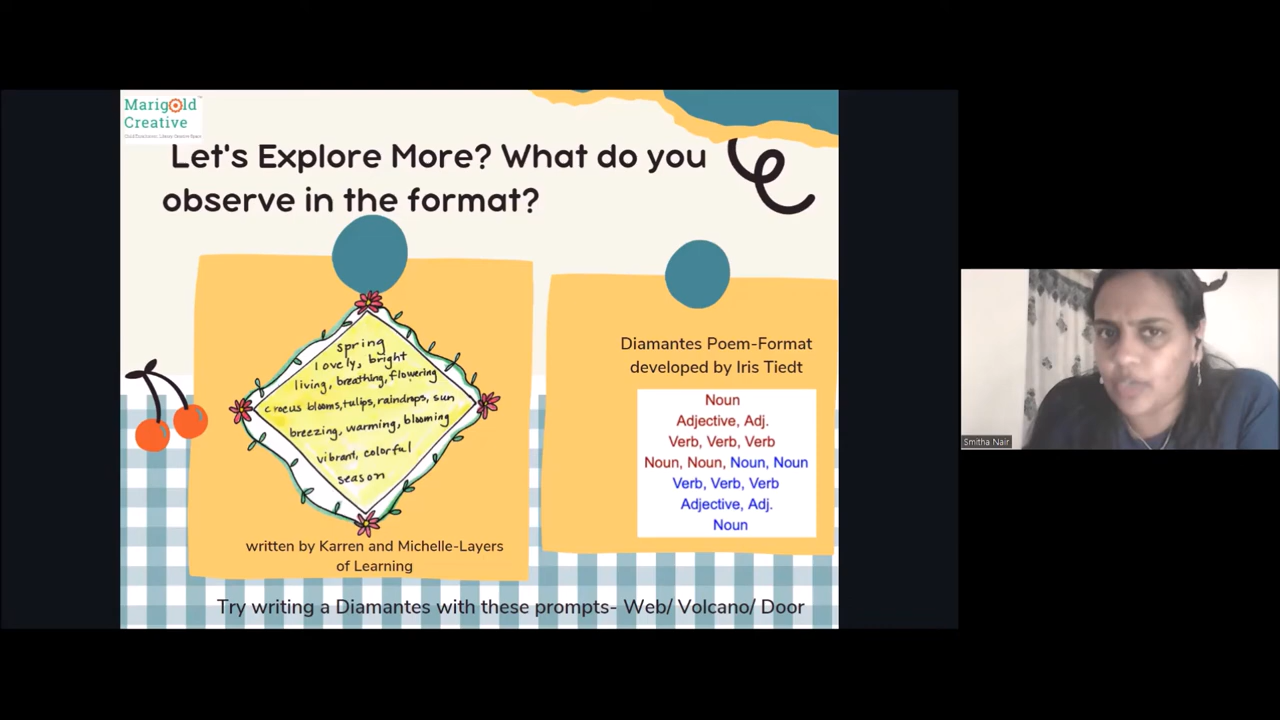 Marigold
Creative
Let's Explore More? What do you
observe in the format?
spring
lovely, bright
living, breathing, flowering
crocus blooms, tulips, raindrops, sun
breezing, warming, blooming
vibrant, colorful
season
written by Karren and Michelle-Layers
of Learning
Diamantes Poem-Format
developed by Iris Tiedt
Noun
Adjective, Adj.
Verb, Verb, Verb
Noun, Noun, Noun, Noun
Verb, Verb, Verb
Adjective, Adj.
Noun
Try writing a Diamantes with these prompts- Web/ Volcano/ Door
Smitha Nair